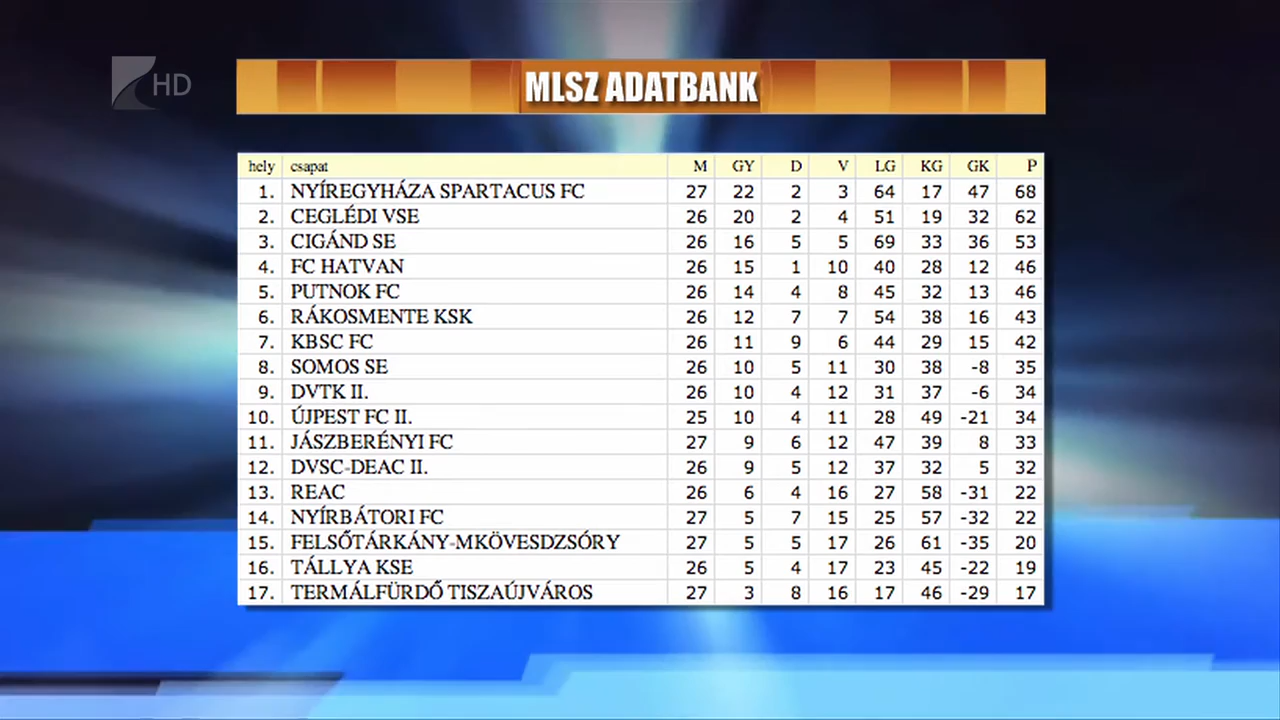 HD
MLSZ ADATBANK
hely csapat M GY D V LG KG GK P
1. NYÍREGYHÁZA SPARTACUS FC 27 22 2 3 64 17 47 68
2. CEGLÉDI VSE 26 20 2 4 51 19 32 62
3. CIGÁND SE 26 16 5 5 69 33 36 53
4. FC HATVAN 26 15 1 10 40 28 12 46
5. PUTNOK FC 26 14 4 8 45 32 13 46
6. RÁKOSMENTE KSK 26 12 7 7 54 38 16 43
7. KBSC FC 26 11 9 6 44 29 15 42
8. SOMOS SE 26 10 5 11 30 38 -8 35
9. DVTK II. 26 10 4 12 31 37 -6 34
10. ÚJPEST FC II. 25 10 4 11 28 49 -21 34
11. JÁSZBERÉNYI FC 27 9 6 12 47 39 8 33
12. DVSC-DEAC II. 26 9 5 12 37 32 5 32
13. REAC 26 6 4 16 27 58 -31 22
14. NYÍRBÁTORI FC 27 5 7 15 25 57 -32 22
15. FELSŐTÁRKÁNY-MKÖVESDZSÓRY 27 5 5 17 26 61 -35 20
16. TÁLLYA KSE 26 5 4 17 23 45 -22 19
17. TERMÁLFÜRDŐ TISZAÚJVÁROS 27 3 8 16 17 46 -29 17